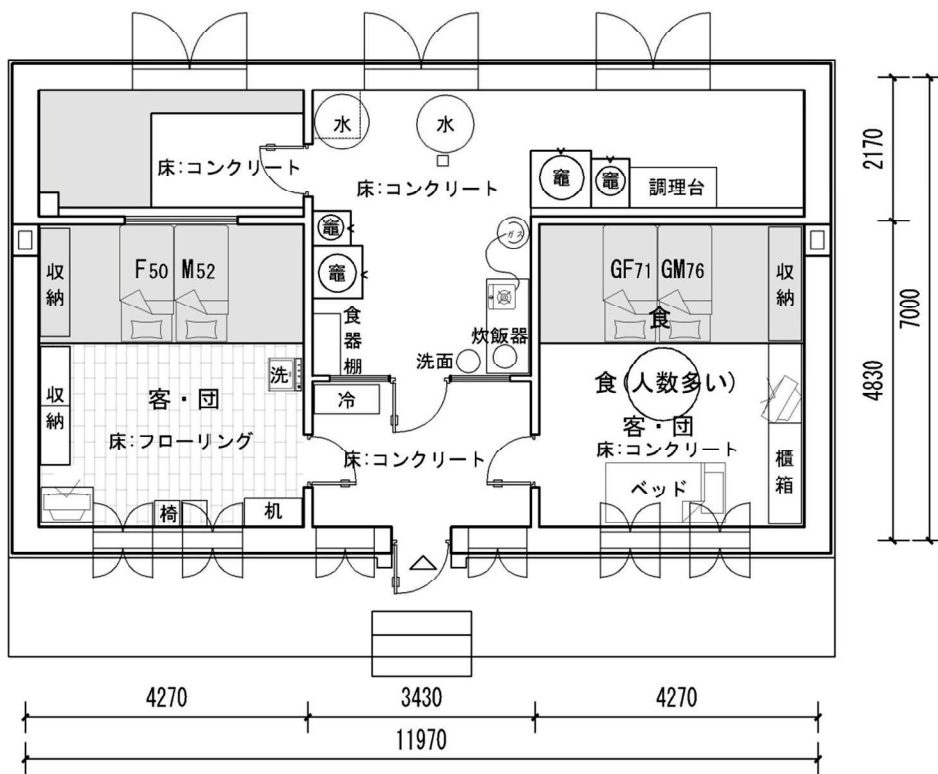 水
水
床:コンクリート
床:コンクリート
竈
竈
調理台
2170
竈
竈
ガス
収納
F50
M52
GF71
GM76
収納
食
7000
食器棚
炊飯器
洗面
4830
収納
客・団
洗
床:フローリング
冷
床:コンクリート
食(人数多い)
客・団
床:コンクリート
ベッド
櫃箱
椅
机
4270
3430
4270
11970